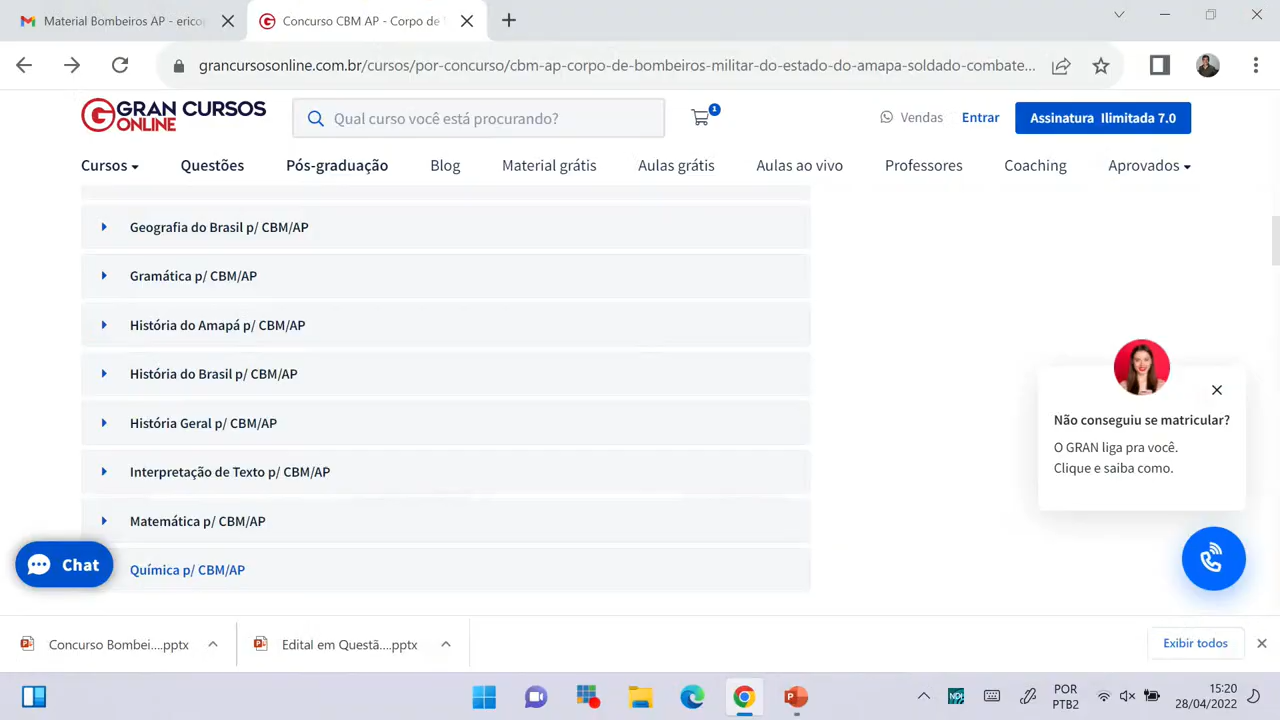 Material Bombeiros AP - erico
Concurso CBM AP - Corpo de
grancursosonline.com.br/cursos/por-concurso/cbm-ap-corpo-de-bombeiros-militar-do-estado-do-amapa-soldado-combate...
GRAN CURSOS
ONLINE
Qual curso você está procurando?
1
Vendas
Entrar
Assinatura Ilimitada 7.0
Cursos
Questões
Pós-graduação
Blog
Material grátis
Aulas grátis
Aulas ao vivo
Professores
Coaching
Aprovados
Geografia do Brasil p/ CBM/AP
Gramática p/ CBM/AP
História do Amapá p/ CBM/AP
História do Brasil p/ CBM/AP
História Geral p/ CBM/AP
Interpretação de Texto p/ CBM/AP
Matemática p/ CBM/AP
Química p/ CBM/AP
Não conseguiu se matricular?
O GRAN liga pra você.
Clique e saiba como.
Chat
Concurso Bombei....pptx
Edital em Questã....pptx
Exibir todos
POR
PTB2
15:20
28/04/2022